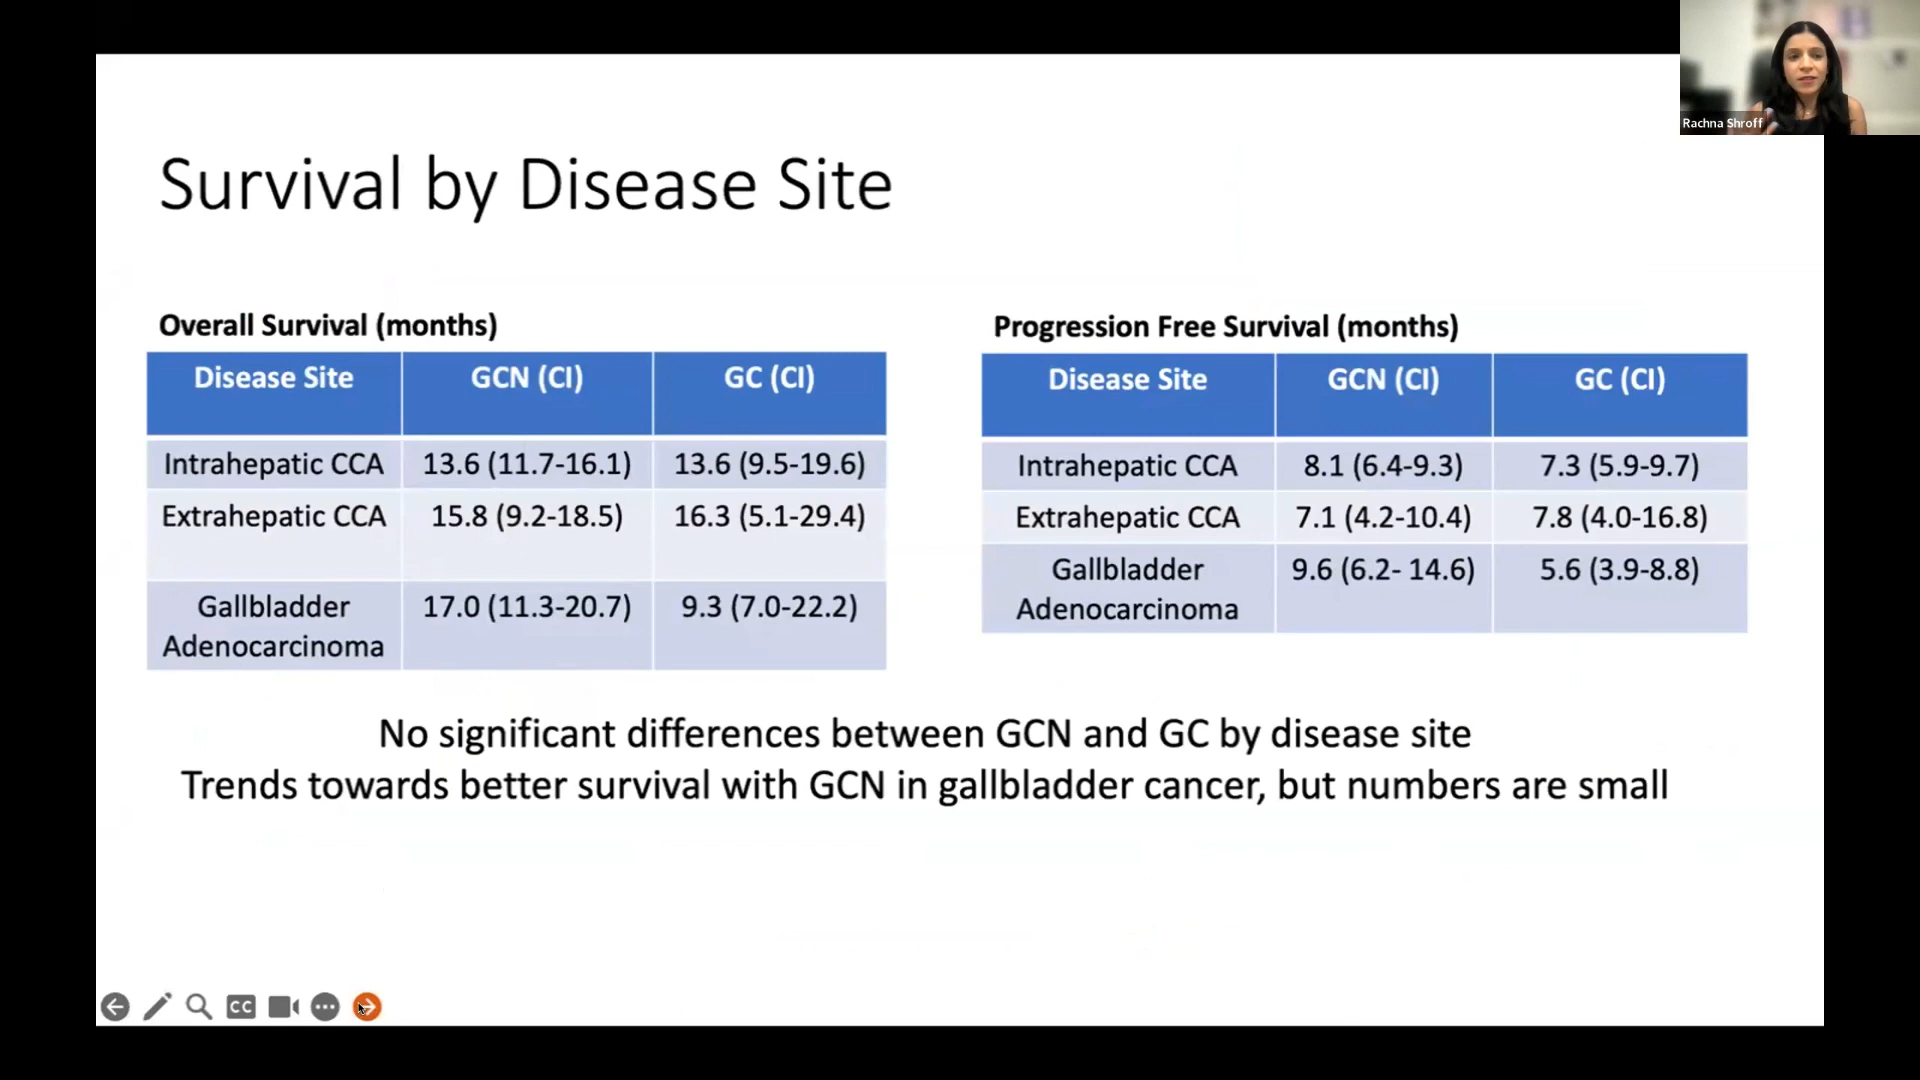 Rachna Shroff
Survival by Disease Site
Overall Survival (months)
Disease Site GCN (CI) GC (CI)
Intrahepatic CCA 13.6 (11.7-16.1) 13.6 (9.5-19.6)
Extrahepatic CCA 15.8 (9.2-18.5) 16.3 (5.1-29.4)
Gallbladder 17.0 (11.3-20.7) 9.3 (7.0-22.2)
Adenocarcinoma
Progression Free Survival (months)
Disease Site GCN (CI) GC (CI)
Intrahepatic CCA 8.1 (6.4-9.3) 7.3 (5.9-9.7)
Extrahepatic CCA 7.1 (4.2-10.4) 7.8 (4.0-16.8)
Gallbladder 9.6 (6.2- 14.6) 5.6 (3.9-8.8)
Adenocarcinoma
No significant differences between GCN and GC by disease site
Trends towards better survival with GCN in gallbladder cancer, but numbers are small
CC